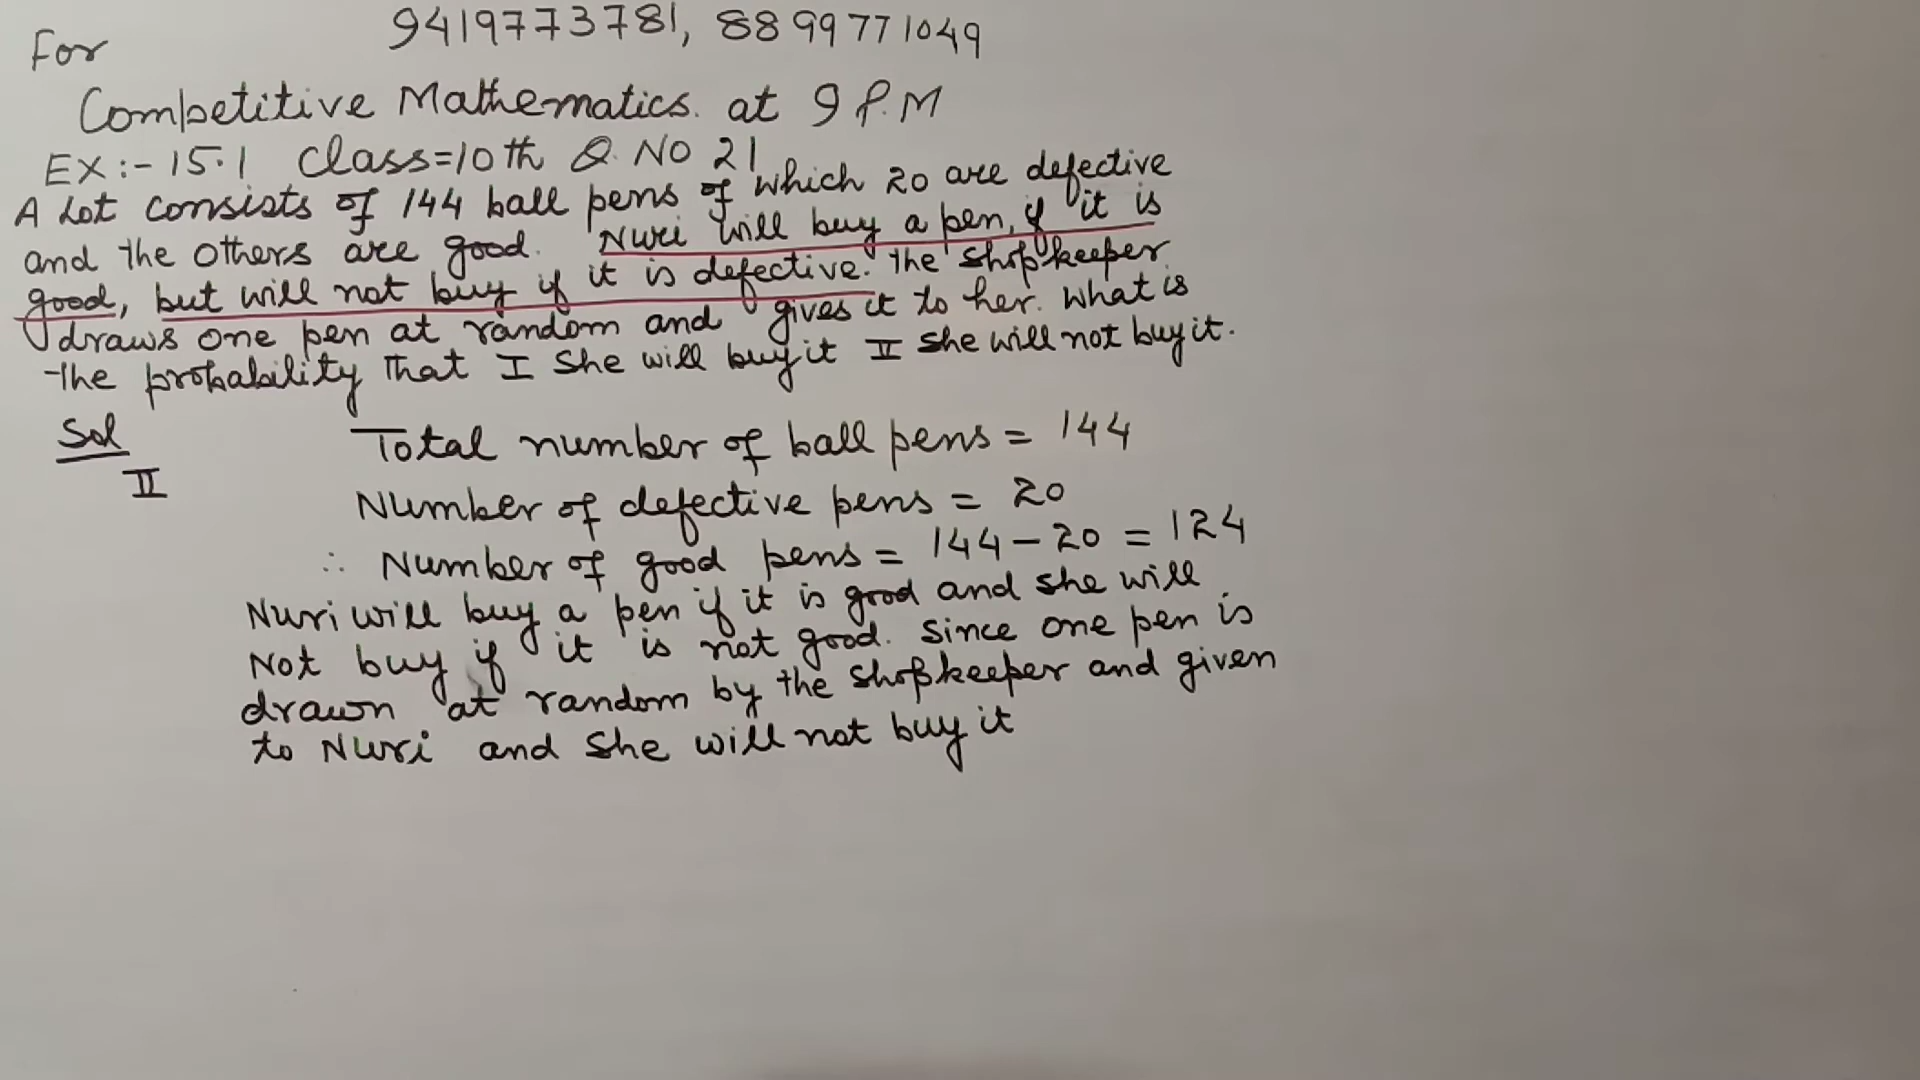 9419773781, 8899771049
For
Competitive Mathematics. at 9 P.M
EX:- 15.1 Class=10th Q. NO 21
A Lot consists of 144 ball pens of which 20 are defective
and the others are good. Nuri will buy a pen, if it is
good, but will not buy if it is defective. The shopkeeper
draws one pen at random and gives it to her. What is
the probability that I She will buy it II She will not buy it.
Sol
Total number of ball pens = 144
II
Number of defective pens = 20
∴ Number of good pens = 144-20 = 124
Nuri will buy a pen if it is good and she will
Not buy if it is not good. Since one pen is
drawn at random by the shopkeeper and given
to Nuri and She will not buy it